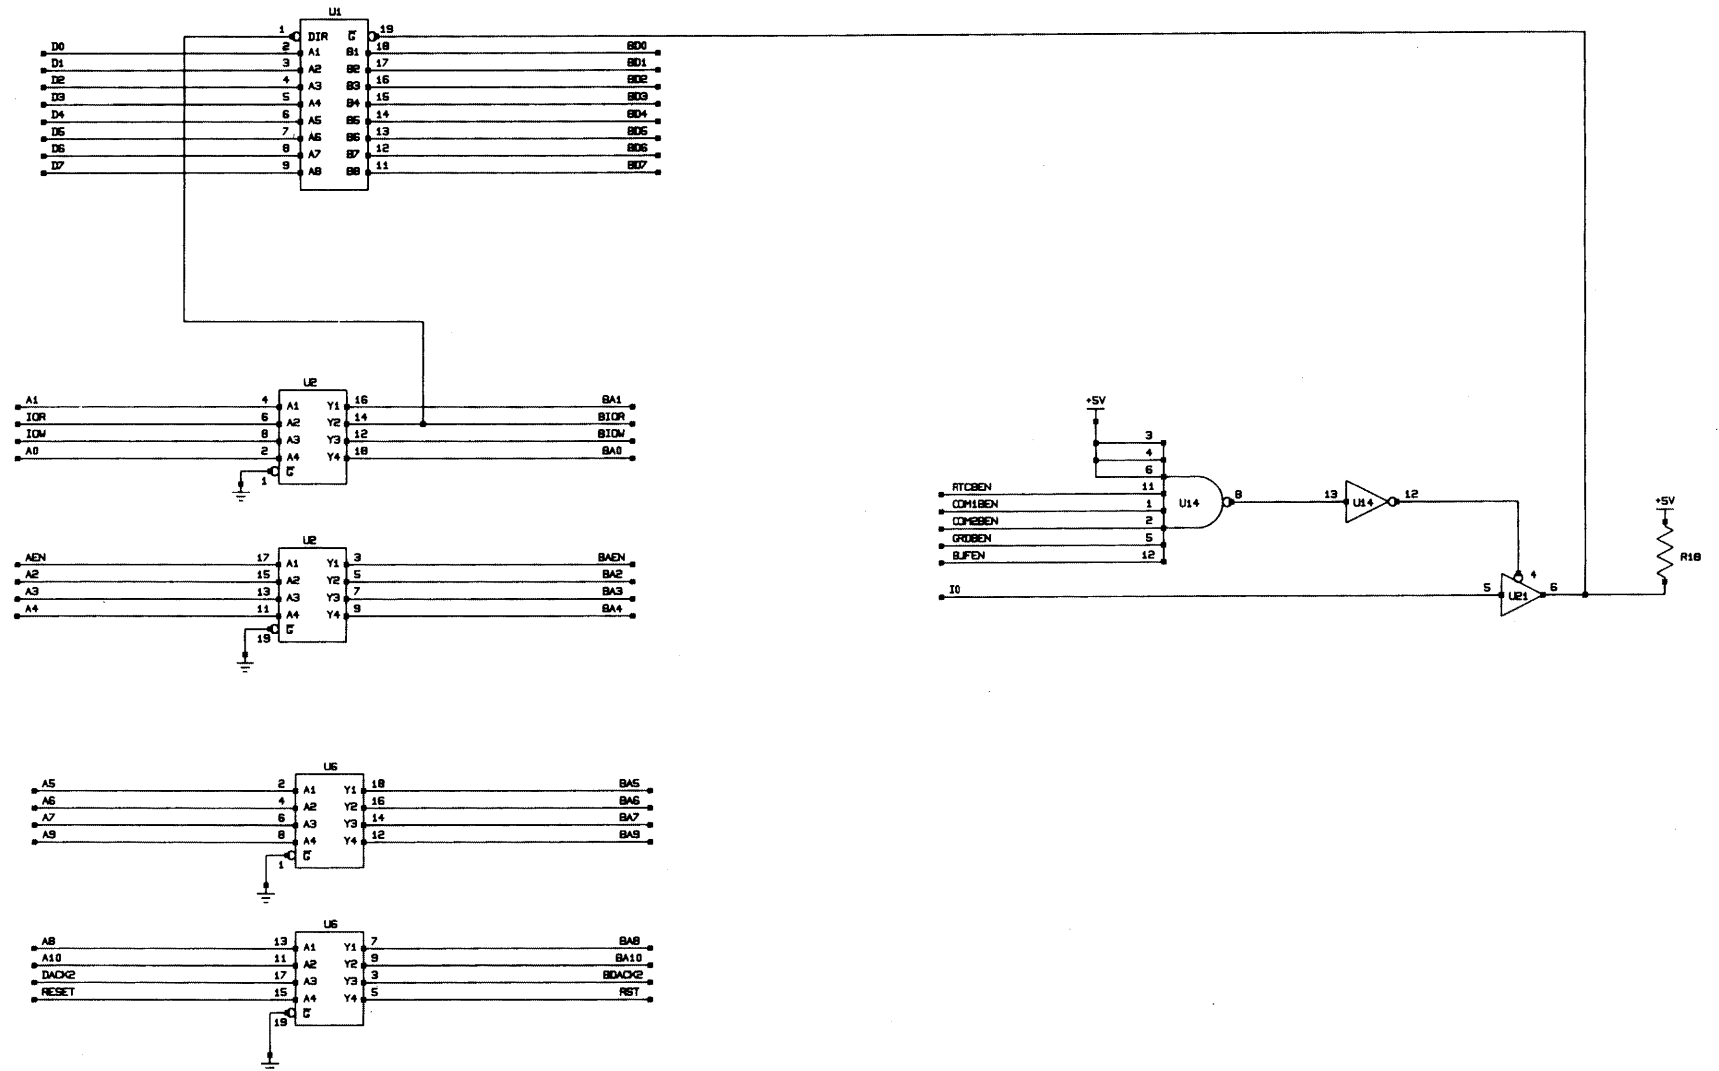 U1
1 DIR G 19
D0 2 A1 B1 18 BD0
D1 3 A2 B2 17 BD1
D2 4 A3 B3 16 BD2
D3 5 A4 B4 15 BD3
D4 6 A5 B5 14 BD4
D5 7 A6 B6 13 BD5
D6 8 A7 B7 12 BD6
D7 9 A8 B8 11 BD7
U2
A1 4 A1 Y1 16 BA1
IOR 6 A2 Y2 14 BIOR
IOW 8 A3 Y3 12 BIOW
A0 2 A4 Y4 18 BA0
1 G
U2
AEN 17 A1 Y1 3 BAEN
A2 15 A2 Y2 5 BA2
A3 13 A3 Y3 7 BA3
A4 11 A4 Y4 9 BA4
19 G
U6
A5 2 A1 Y1 18 BA5
A6 4 A2 Y2 16 BA6
A7 6 A3 Y3 14 BA7
A9 8 A4 Y4 12 BA9
1 G
U6
A8 13 A1 Y1 7 BA8
A10 11 A2 Y2 9 BA10
DACK2 17 A3 Y3 3 BDACK2
RESET 15 A4 Y4 5 RST
19 G
+5V
3
4
6
RTCBEN 11
COM1BEN 1
COM2BEN 2
GRDBEN 5
BUFEN 12
U14 8
13 U14 12
IO 5 U21 4 6
+5V
R18